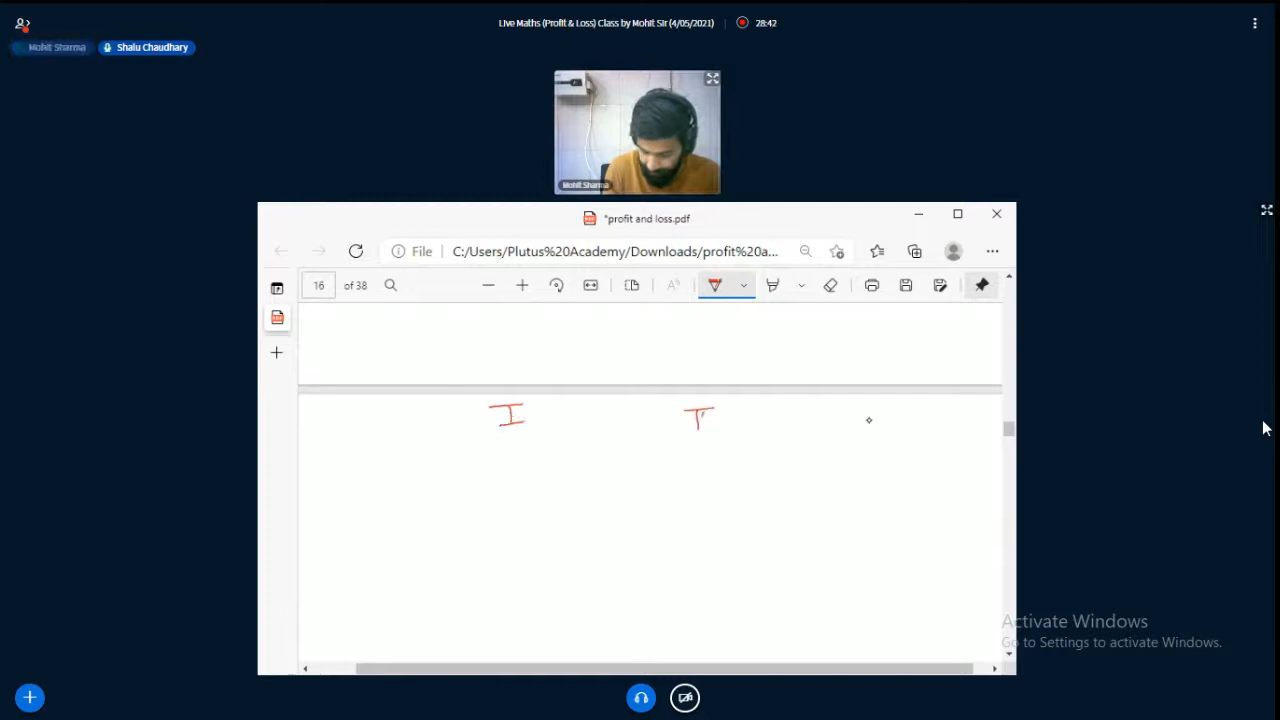 Live Maths (Profit & Loss) Class by Mohit Sir (4/05/2021) 28:42
Mohit Sharma Shalu Chaudhary
Mohit Sharma
*profit and loss.pdf
File C:/Users/Plutus%20Academy/Downloads/profit%20a...
16 of 38
I
Activate Windows
Go to Settings to activate Windows.